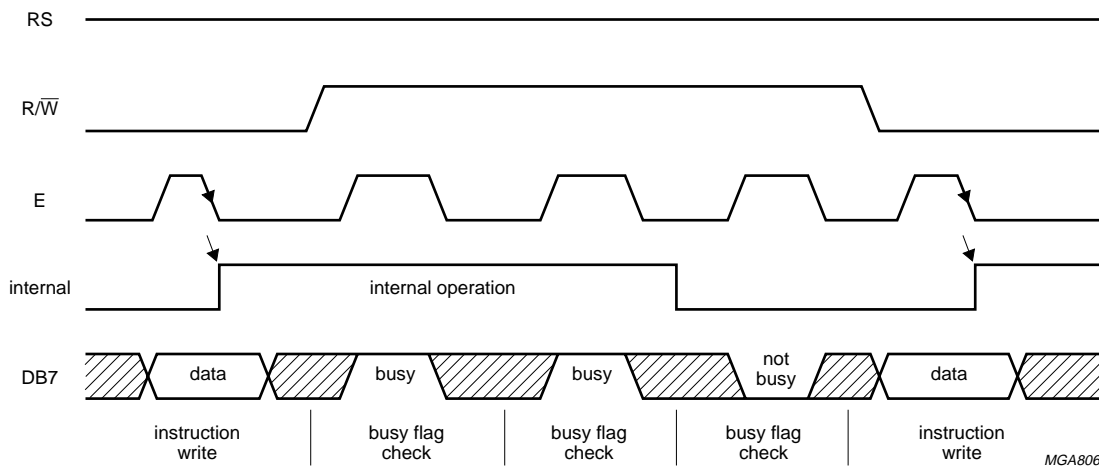 RS
R/W̅
E
internal
internal operation
DB7
data
busy
busy
not
busy
data
instruction
write
busy flag
check
busy flag
check
busy flag
check
instruction
write
MGA806